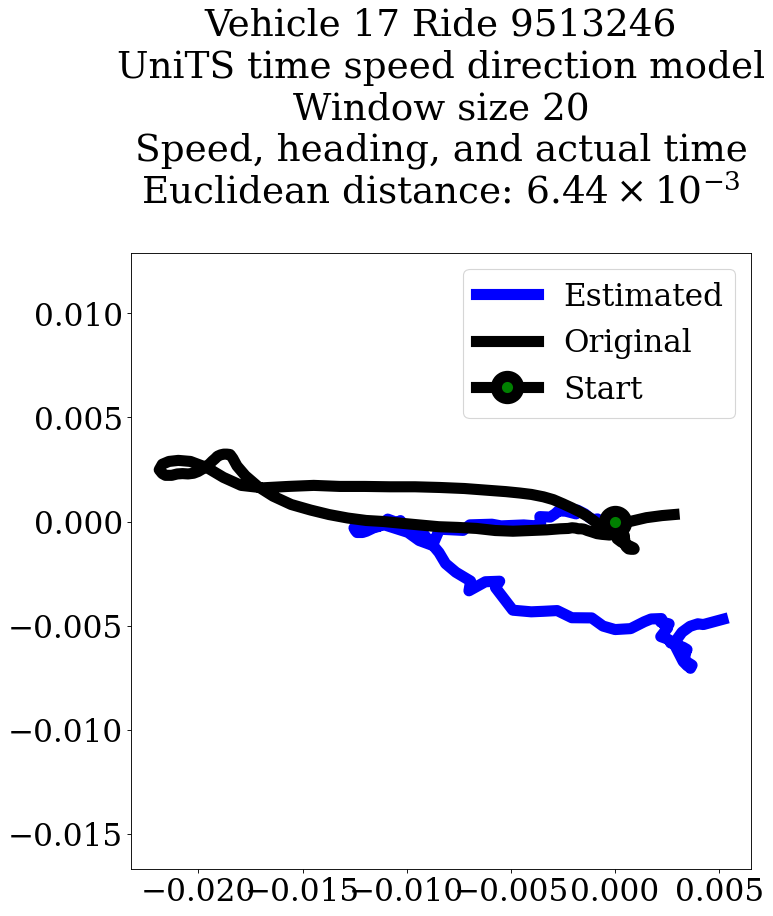 Vehicle 17 Ride 9513246
UniTS time speed direction model
Window size 20
Speed, heading, and actual time
Euclidean distance: 6.44 × 10⁻³
Estimated
Original
Start
0.010
0.005
0.000
−0.005
−0.010
−0.015
−0.020 −0.015 −0.010 −0.005 0.000 0.005